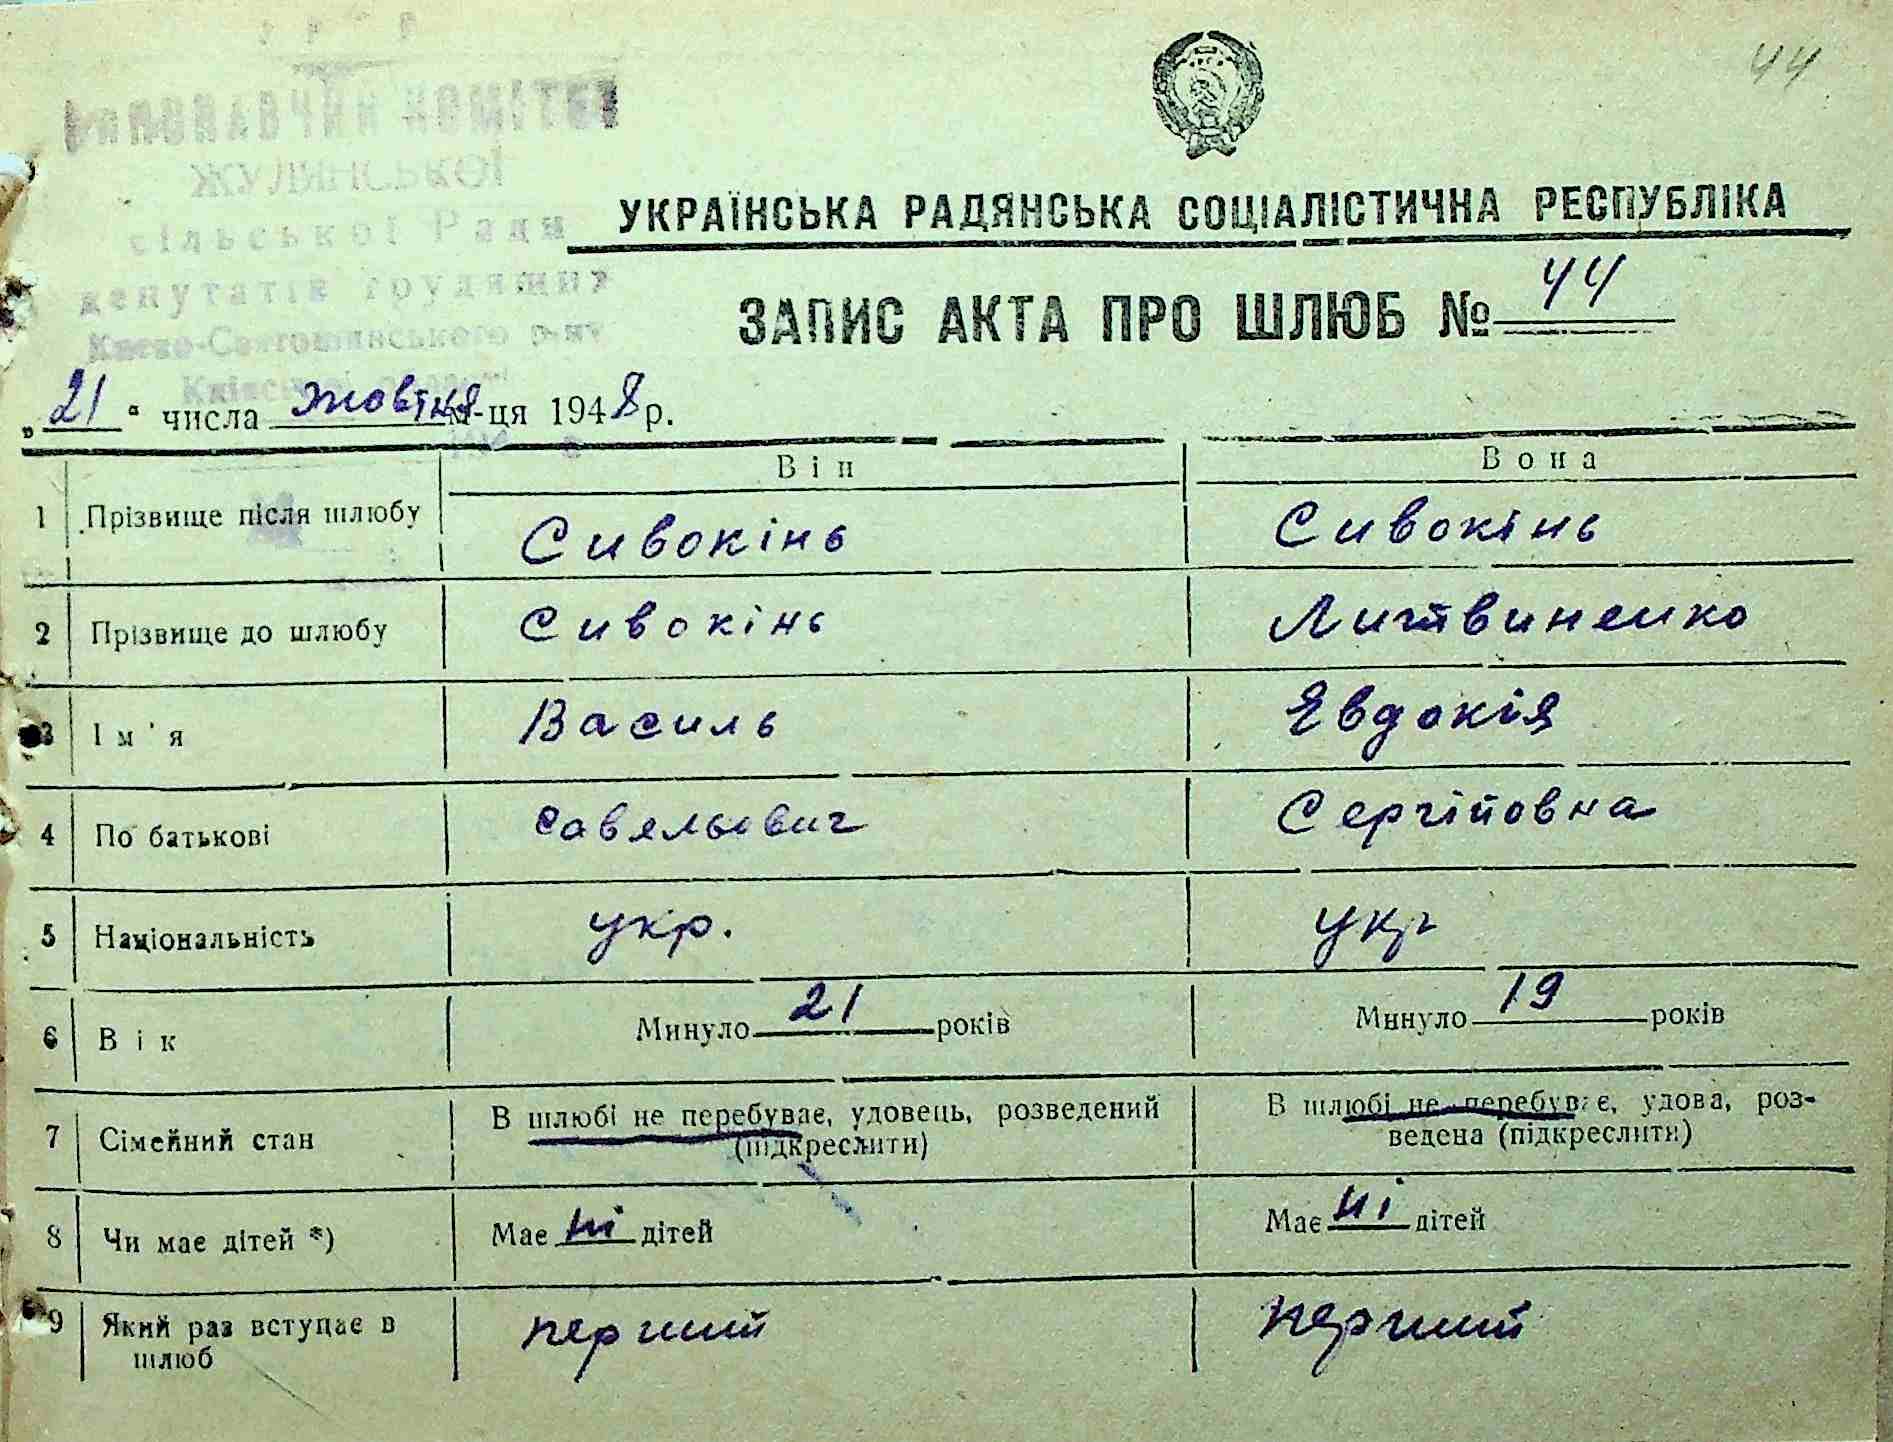 44
ВИКОНАВЧИЙ КОМІТЕТ
ЖУЛЯНСЬКОЇ
сільської Ради
депутатів трудящих
Києво-Святошинського р-ну
УКРАЇНСЬКА РАДЯНСЬКА СОЦІАЛІСТИЧНА РЕСПУБЛІКА
ЗАПИС АКТА ПРО ШЛЮБ № 44
„21“ числа жовтня м-ця 1948 р.
Він Вона
1 Прізвище після шлюбу Сивокінь Сивокінь
2 Прізвище до шлюбу Сивокінь Литвиненко
3 Ім'я Василь Євдокія
4 По батькові Савельович Сергійовна
5 Національність укр. укр
6 Вік Минуло 21 років Минуло 19 років
7 Сімейний стан В шлюбі не перебуває, удовець, розведений (підкреслити) В шлюбі не перебуває, удова, роз-
ведена (підкреслити)
8 Чи має дітей *) Має ні дітей Має ні дітей
9 Який раз вступає в перший перший
шлюб